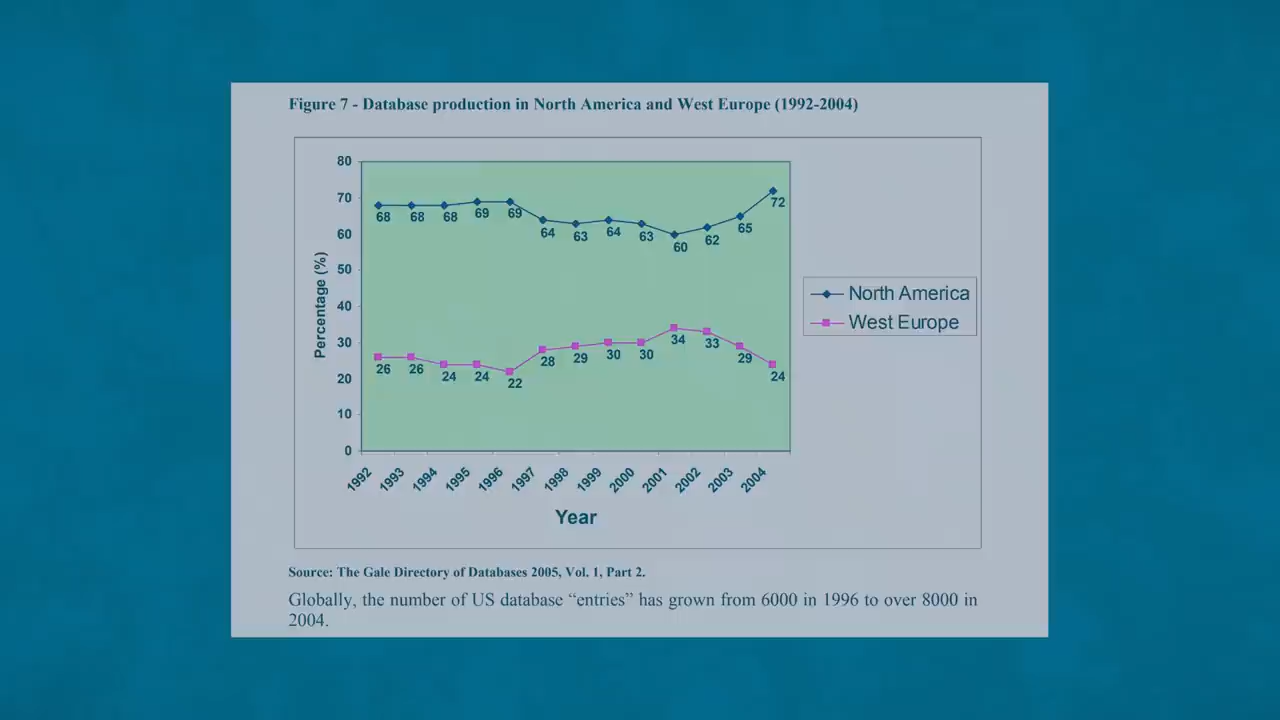 Figure 7 - Database production in North America and West Europe (1992-2004)
80
70
60
50
40
30
20
10
0
Percentage (%)
68 68 68 69 69 64 63 64 63 60 62 65 72
26 26 24 24 22 28 29 30 30 34 33 29 24
1992 1993 1994 1995 1996 1997 1998 1999 2000 2001 2002 2003 2004
Year
North America
West Europe
Source: The Gale Directory of Databases 2005, Vol. 1, Part 2.
Globally, the number of US database “entries” has grown from 6000 in 1996 to over 8000 in
2004.